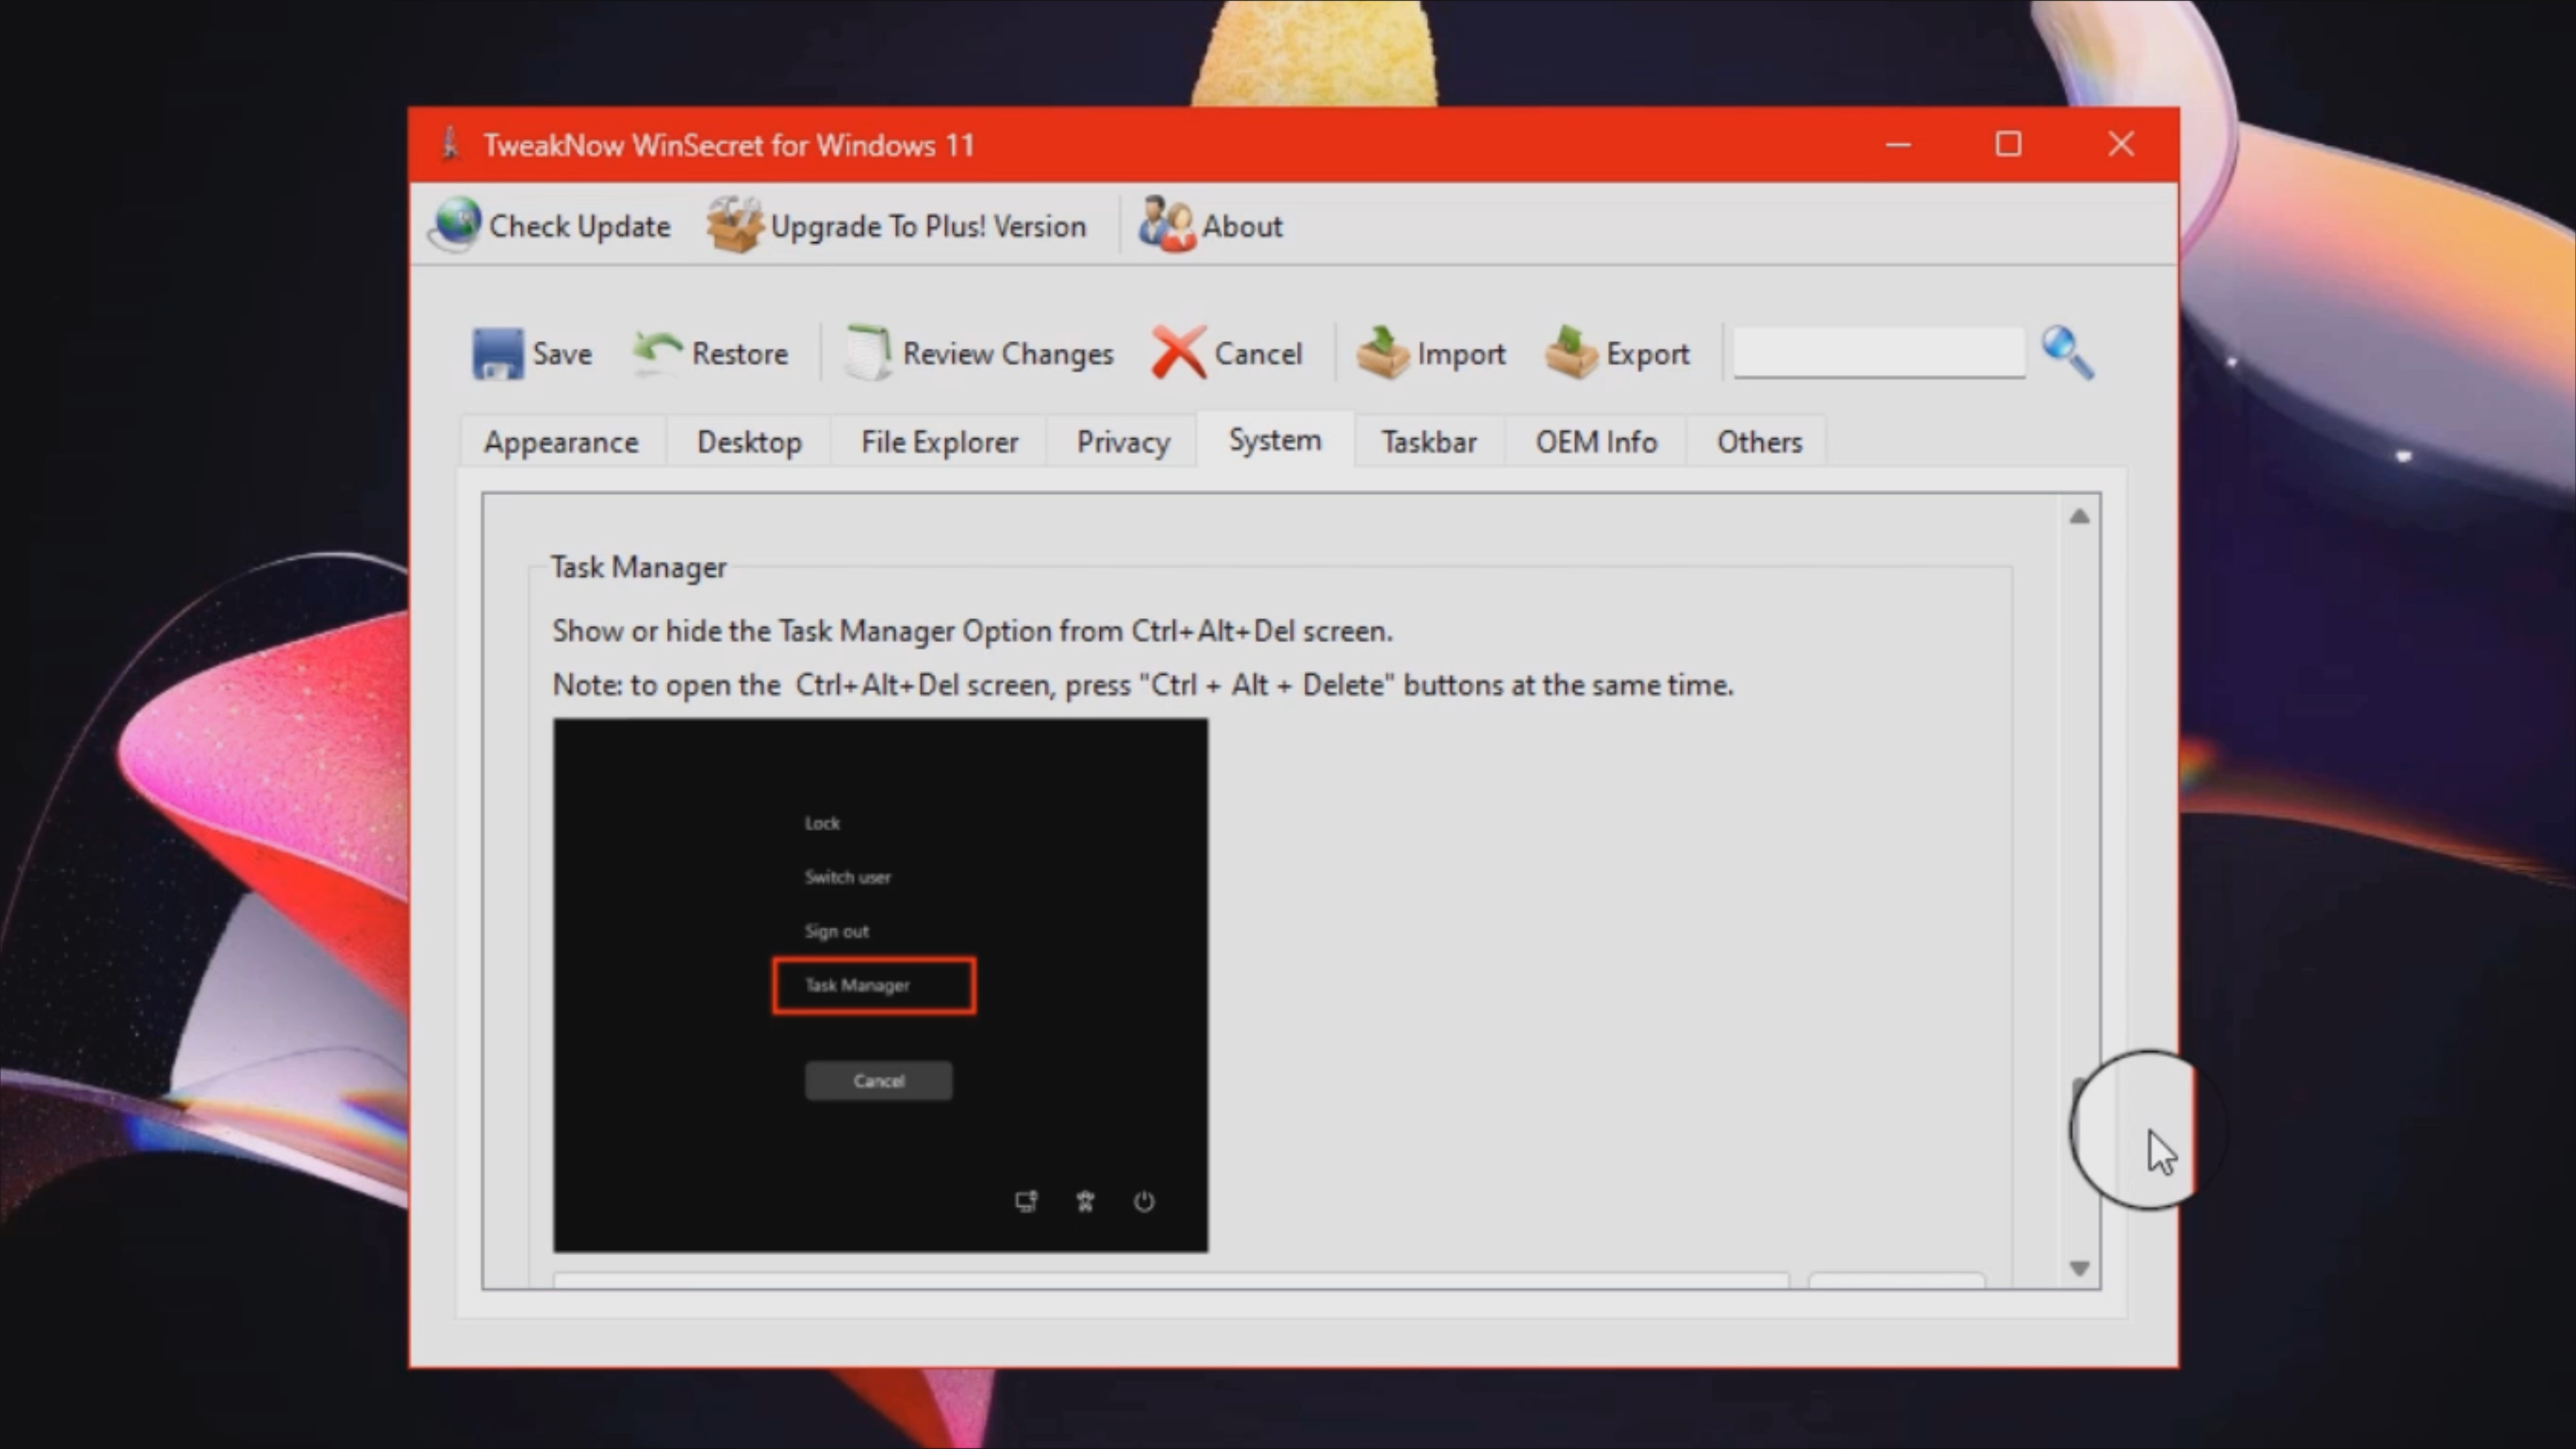 TweakNow WinSecret for Windows 11
Check Update Upgrade To Plus! Version About
Save Restore Review Changes Cancel Import Export
Appearance Desktop File Explorer Privacy System Taskbar OEM Info Others
Task Manager
Show or hide the Task Manager Option from Ctrl+Alt+Del screen.
Note: to open the Ctrl+Alt+Del screen, press "Ctrl + Alt + Delete" buttons at the same time.
Lock
Switch user
Sign out
Task Manager
Cancel